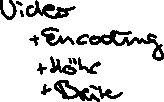 Video
+ Encoding
+ Höhe
+ Breite